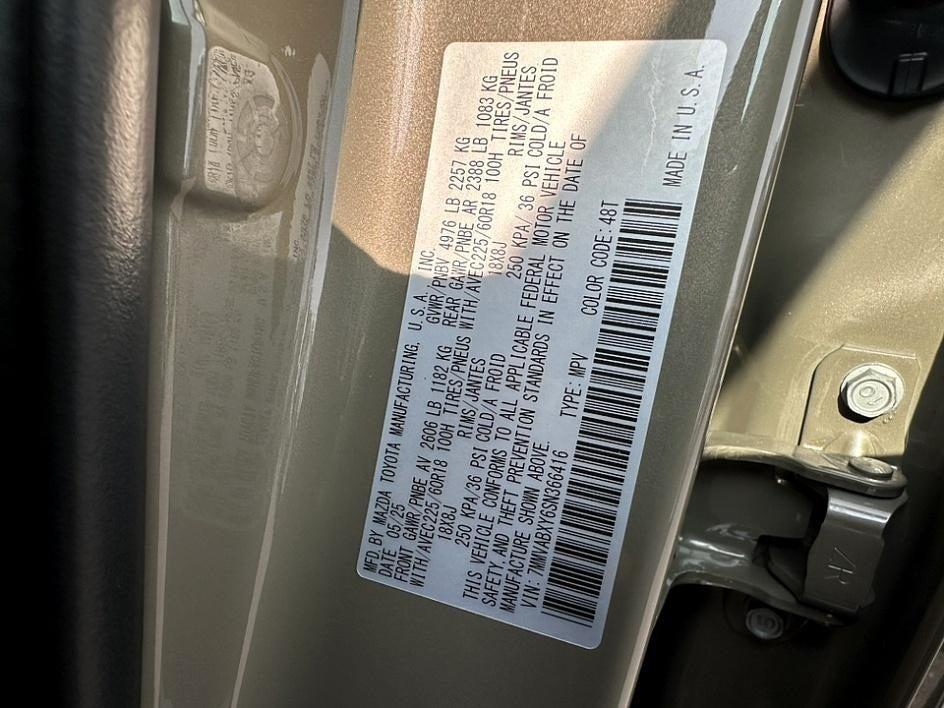 MFD. BY MAZDA TOYOTA MANUFACTURING, U.S.A., INC.
DATE 05/25 GVWR/PNBV 4976 LB 2257 KG
FRONT GAWR/PNBE AV 2606 LB 1182 KG REAR GAWR/PNBE AR 2388 LB 1083 KG
WITH/AVEC225/60R18 100H TIRES/PNEUS WITH/AVEC225/60R18 100H TIRES/PNEUS
18X8J RIMS/JANTES 18X8J RIMS/JANTES
250 KPA/36 PSI COLD/A FROID 250 KPA/ 36 PSI COLD/A FROID
THIS VEHICLE CONFORMS TO ALL APPLICABLE FEDERAL MOTOR VEHICLE
SAFETY AND THEFT PREVENTION STANDARDS IN EFFECT ON THE DATE OF
MANUFACTURE SHOWN ABOVE.
VIN: 7MMVABXY6SN366416 TYPE: MPV COLOR CODE: 48T
MADE IN U.S.A.